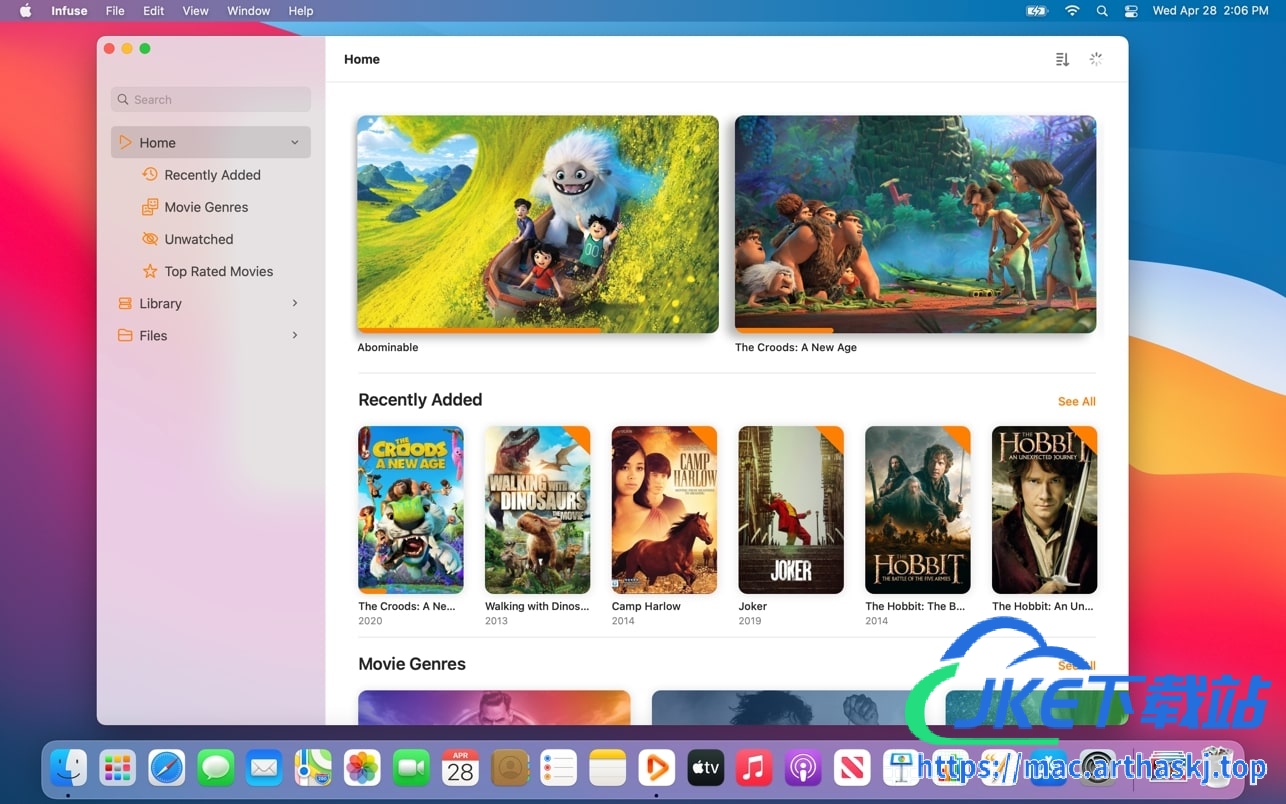 Infuse File Edit View Window Help
Wed Apr 28 2:06 PM
Home
Search
Home
Recently Added
Movie Genres
Unwatched
Top Rated Movies
Library
Files
Abominable
The Croods: A New Age
Recently Added
See All
THE CROODS A NEW AGE
WALKING WITH DINOSAURS THE MOVIE
CAMP HARLOW
JOKER
THE HOBBIT THE BATTLE OF THE FIVE ARMIES
THE HOBBIT AN UNEXPECTED JOURNEY
The Croods: A Ne...
2020
Walking with Dinos...
2013
Camp Harlow
2014
Joker
2019
The Hobbit: The B...
2014
The Hobbit: An Un...
Movie Genres
See All
JKE下载站
APR
28
tv
https://mac.arthaskj.top